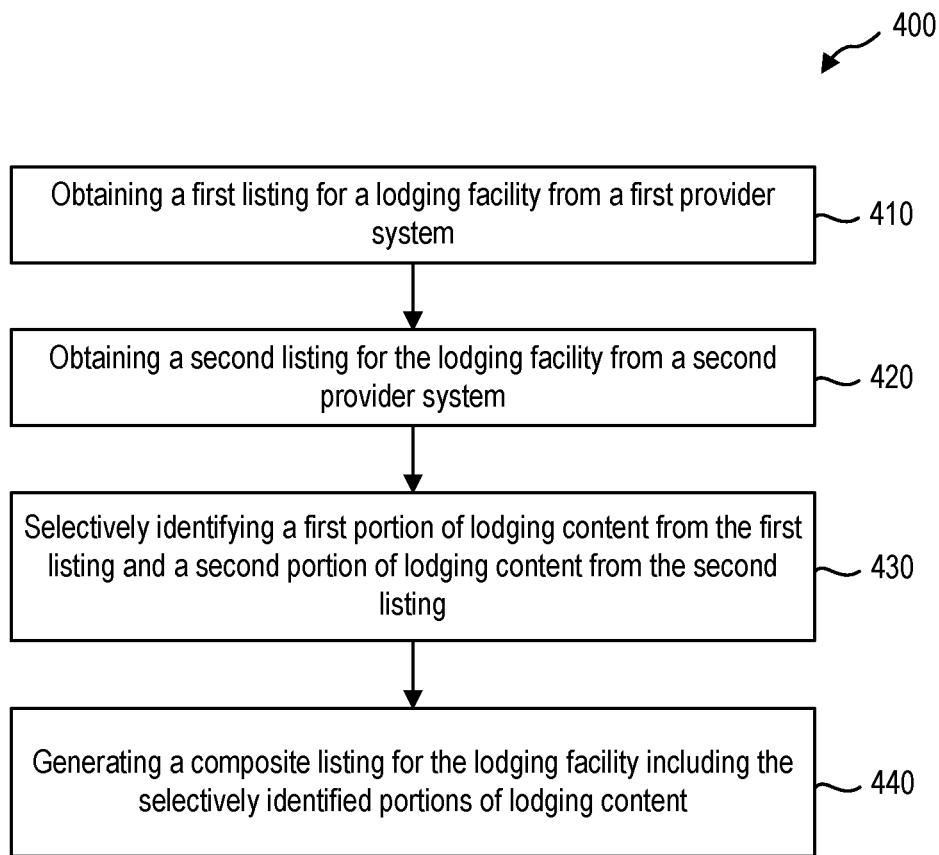 400
Obtaining a first listing for a lodging facility from a first provider
system
410
Obtaining a second listing for the lodging facility from a second
provider system
420
Selectively identifying a first portion of lodging content from the first
listing and a second portion of lodging content from the second
listing
430
Generating a composite listing for the lodging facility including the
selectively identified portions of lodging content
440